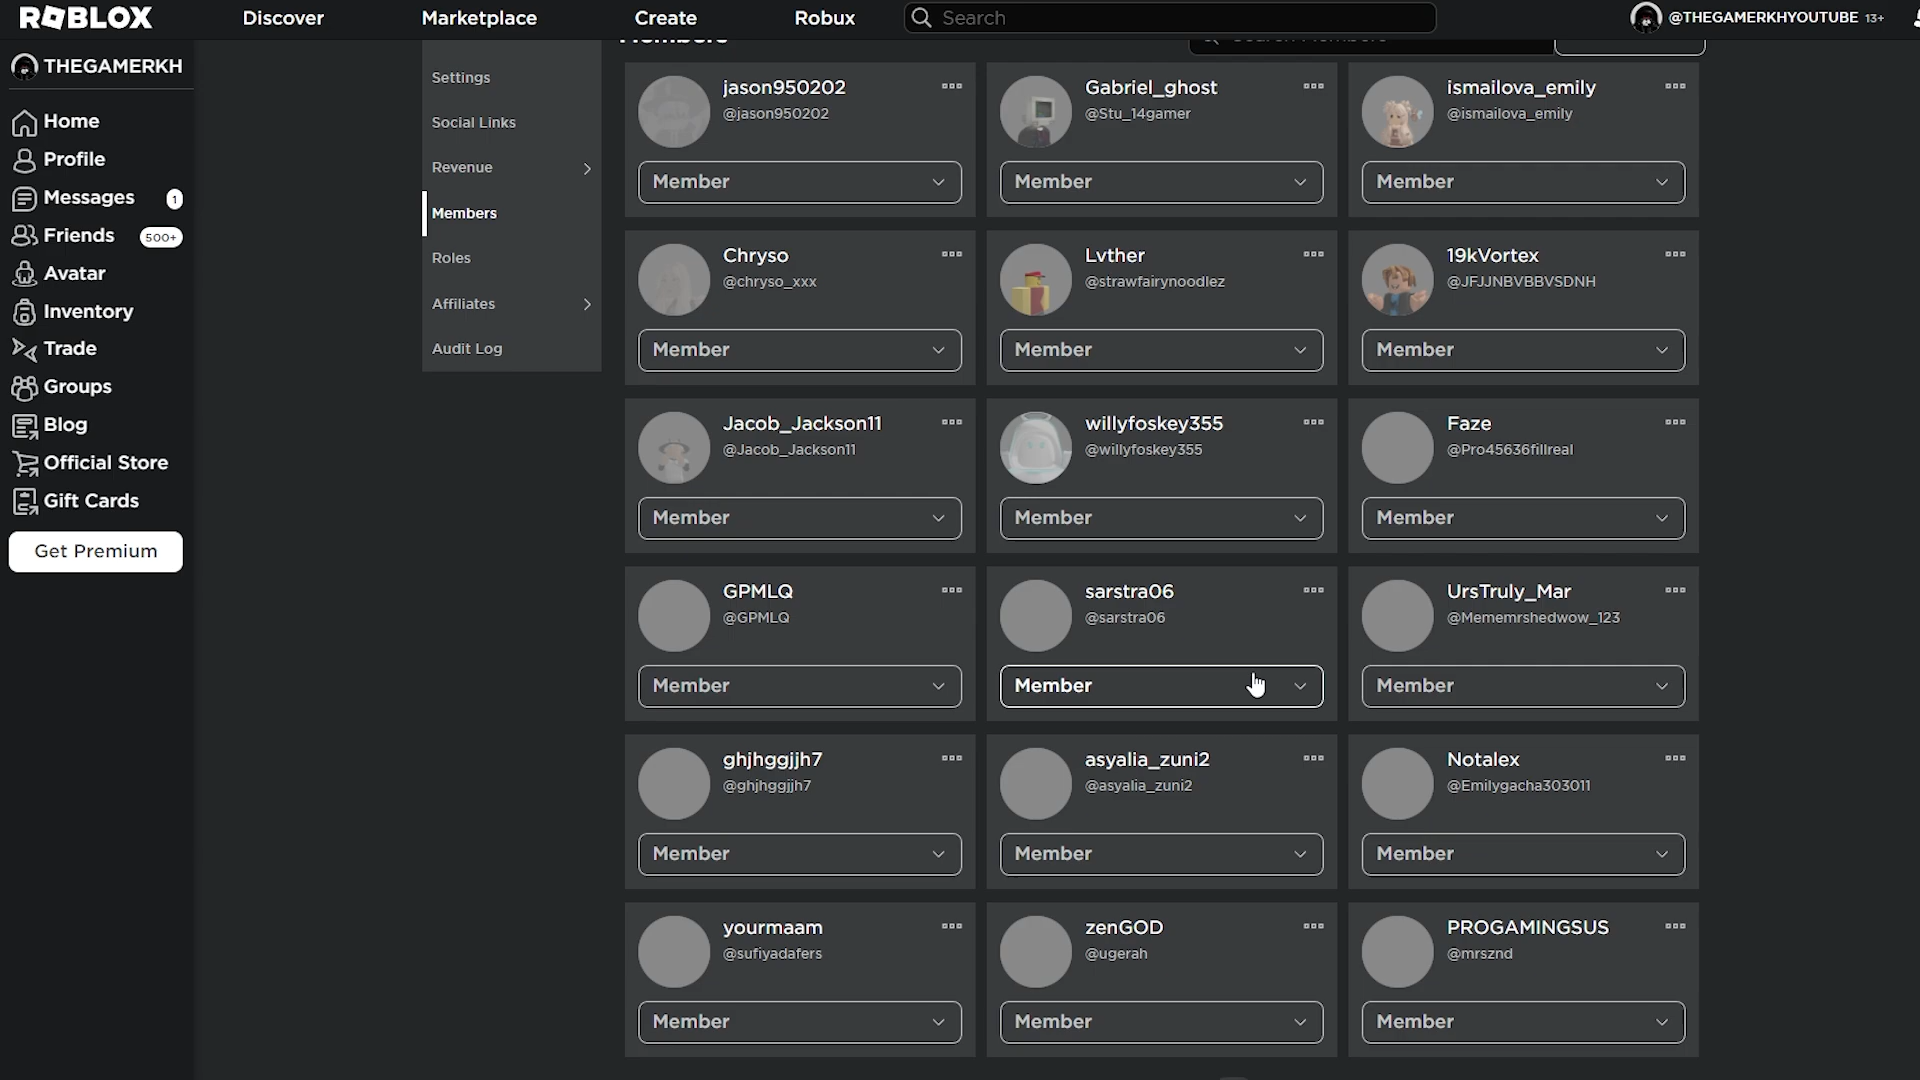 ROBLOX
Discover
Marketplace
Create
Robux
Search
@THEGAMERKHYOUTUBE 13+
THEGAMERKH
Home
Profile
Messages 1
Friends 500+
Avatar
Inventory
Trade
Groups
Blog
Official Store
Gift Cards
Get Premium
Settings
Social Links
Revenue
Members
Roles
Affiliates
Audit Log
Members
Search Members
jason950202
@jason950202
Member
Gabriel_ghost
@Stu_14gamer
Member
ismailova_emily
@ismailova_emily
Member
Chryso
@chryso_xxx
Member
Lvther
@strawfairynoodlez
Member
19kVortex
@JFJJNBVBBVSDNH
Member
Jacob_Jackson11
@Jacob_Jackson11
Member
willyfoskey355
@willyfoskey355
Member
Faze
@Pro45636fillreal
Member
GPMLQ
@GPMLQ
Member
sarstra06
@sarstra06
Member
UrsTruly_Mar
@Mememrshedwow_123
Member
ghjhggjjh7
@ghjhggjjh7
Member
asyalia_zuni2
@asyalia_zuni2
Member
Notalex
@Emilygacha303011
Member
yourmaam
@sufiyadafers
Member
zenGOD
@ugerah
Member
PROGAMINGSUS
@mrsznd
Member